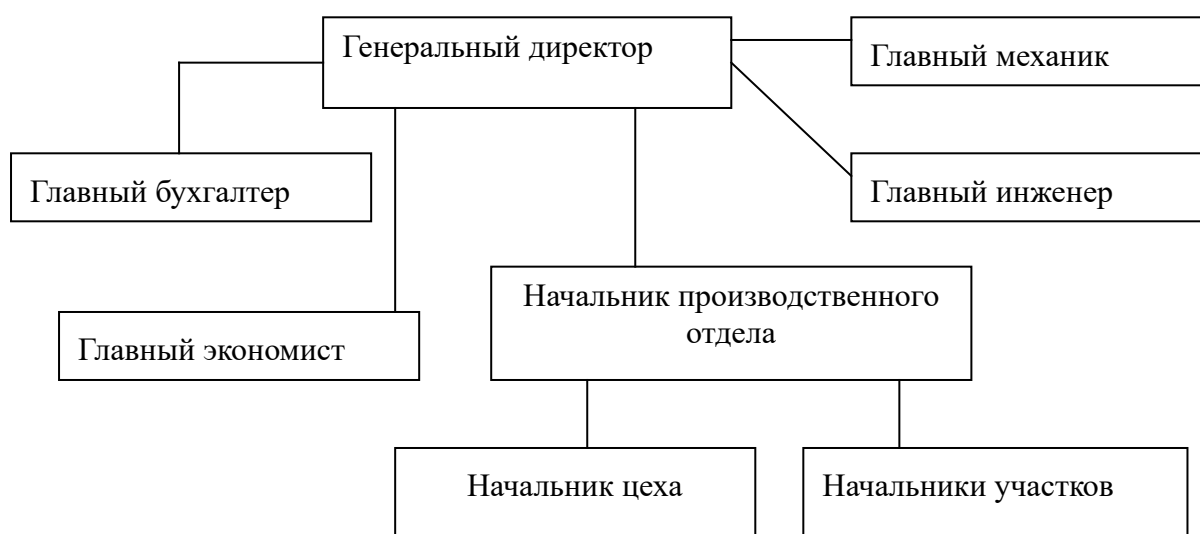 Генеральный директор
Главный механик
Главный бухгалтер
Главный инженер
Начальник производственного
отдела
Главный экономист
Начальник цеха
Начальники участков